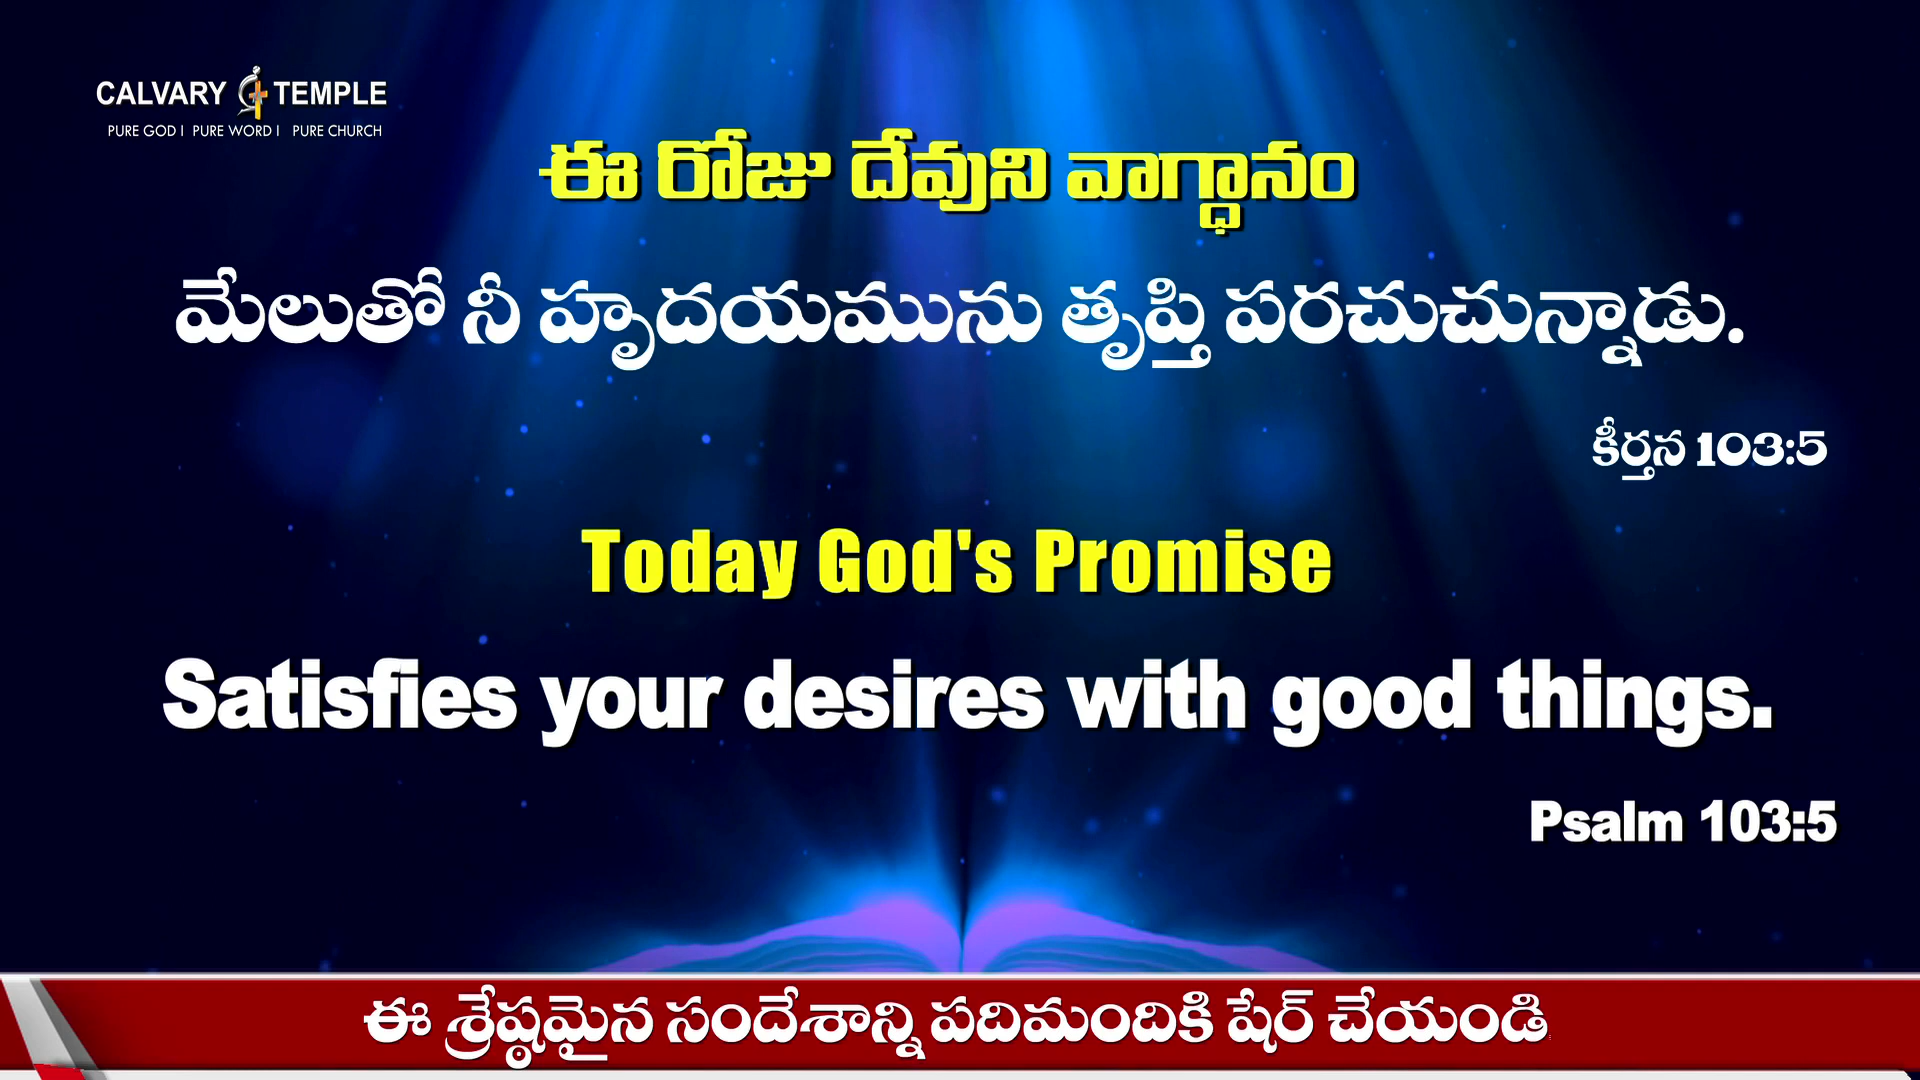 CALVARY TEMPLE
PURE GOD I PURE WORD I PURE CHURCH
ఈ రోజు దేవుని వాగ్ధానం
మేలుతో నీ హృదయమును తృప్తి పరచుచున్నాడు.
కీర్తన 103:5
Today God's Promise
Satisfies your desires with good things.
Psalm 103:5
ఈ శ్రేష్ఠమైన సందేశాన్ని పదిమందికి షేర్ చేయండి